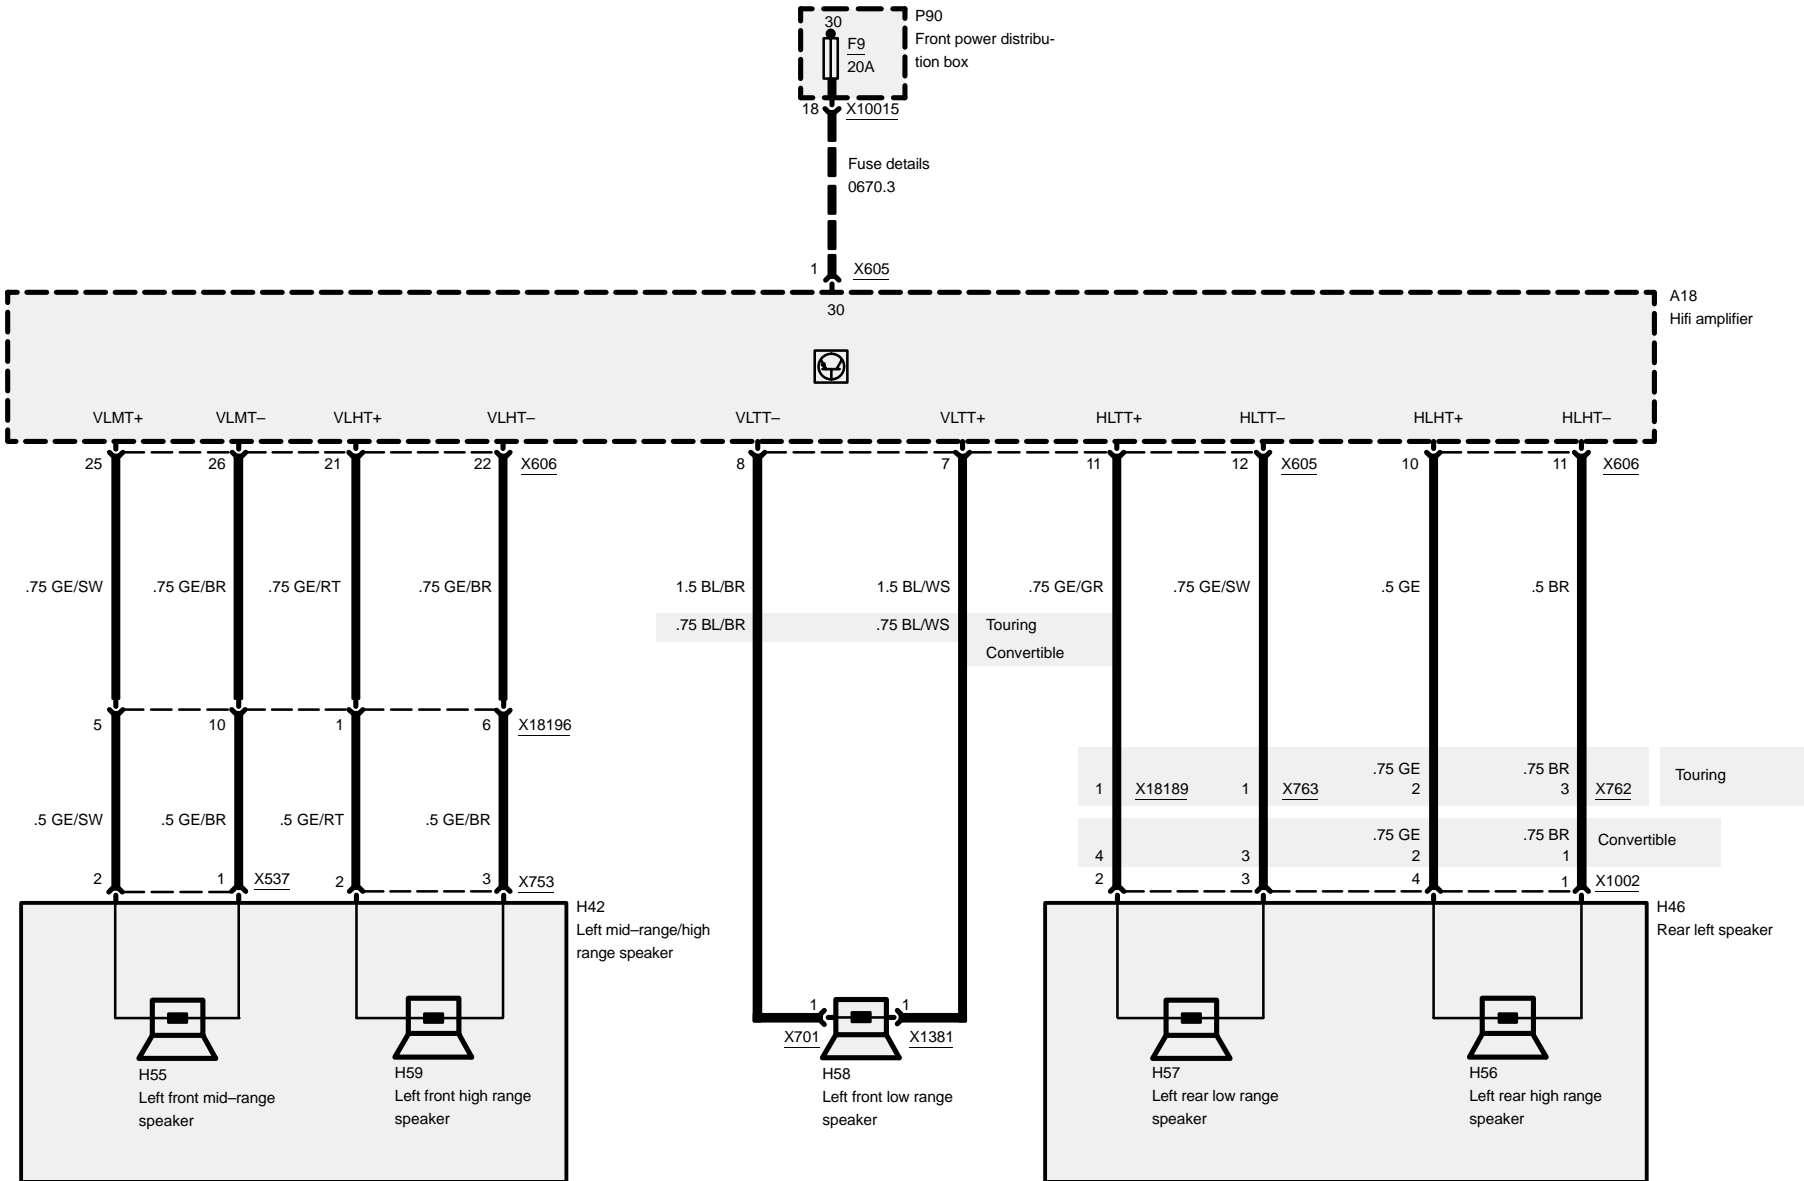 30
F9
20A
P90
Front power distribu-
tion box
18 X10015
Fuse details
0670.3
1 X605
30
A18
Hifi amplifier
VLMT+ VLMT– VLHT+ VLHT– VLTT– VLTT+ HLTT+ HLTT– HLHT+ HLHT–
25 26 21 22 X606 8 7 11 12 X605 10 11 X606
.75 GE/SW .75 GE/BR .75 GE/RT .75 GE/BR 1.5 BL/BR 1.5 BL/WS .75 GE/GR .75 GE/SW .5 GE .5 BR
.75 BL/BR .75 BL/WS Touring
Convertible
5 10 1 6 X18196
.75 GE .75 BR
1 X18189 1 X763 2 3 X762
Touring
.5 GE/SW .5 GE/BR .5 GE/RT .5 GE/BR
.75 GE .75 BR Convertible
4 3 2 1
2 1 X537 2 3 X753 2 3 4 1 X1002
H42
Left mid–range/high
range speaker
H46
Rear left speaker
1 1
X701 X1381
H55
Left front mid–range
speaker
H59
Left front high range
speaker
H58
Left front low range
speaker
H57
Left rear low range
speaker
H56
Left rear high range
speaker